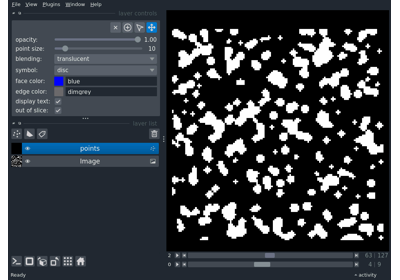 File View Plugins Window Help
layer controls
opacity: 1.00
point size: 10
blending: translucent
symbol: disc
face color: blue
edge color: dimgrey
display text:
out of slice:
layer list
points
Image
2 63 127
0 4 9
Ready activity